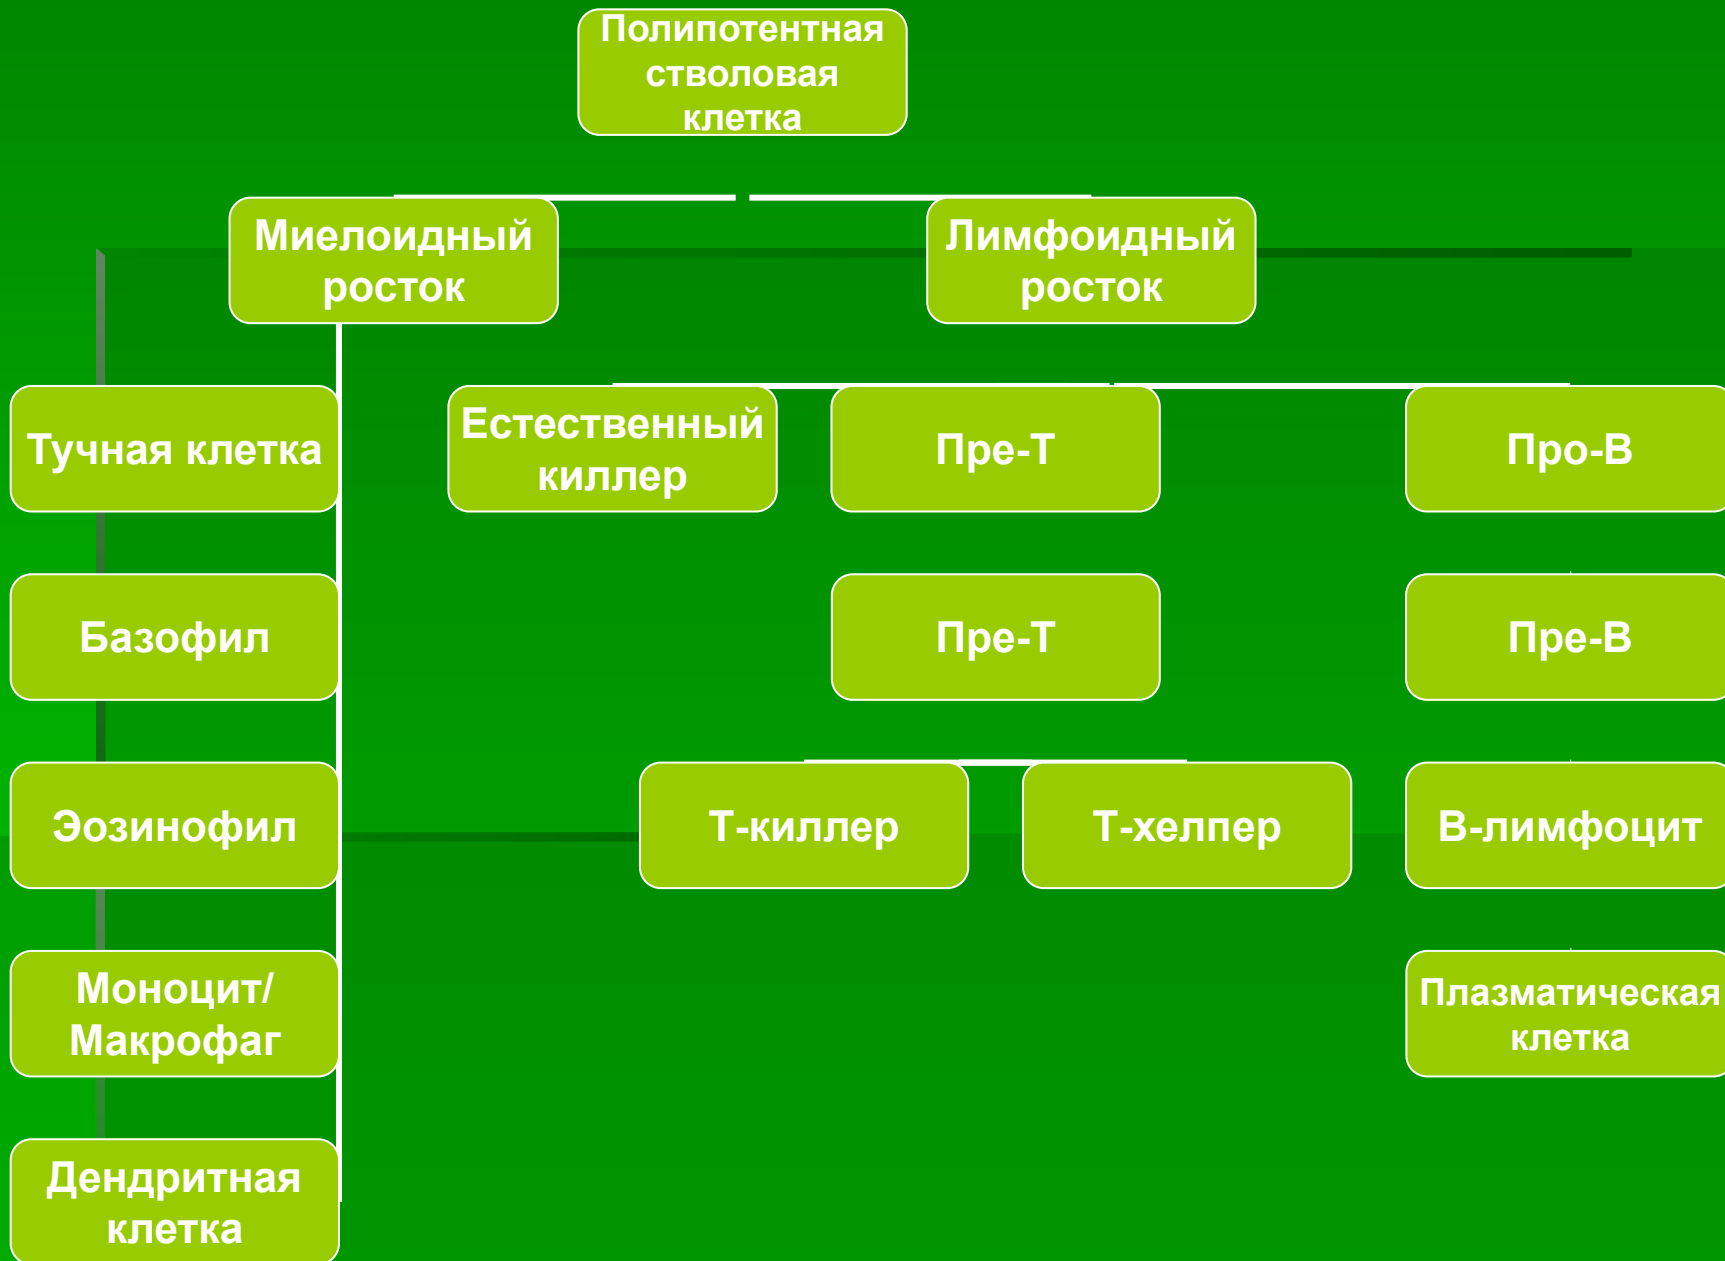 Полипотентная
стволовая
клетка
Миелоидный
росток
Лимфоидный
росток
Тучная клетка
Естественный
киллер
Пре-Т
Про-В
Базофил
Пре-Т
Пре-В
Эозинофил
Т-киллер
Т-хелпер
В-лимфоцит
Моноцит/
Макрофаг
Плазматическая
клетка
Дендритная
клетка